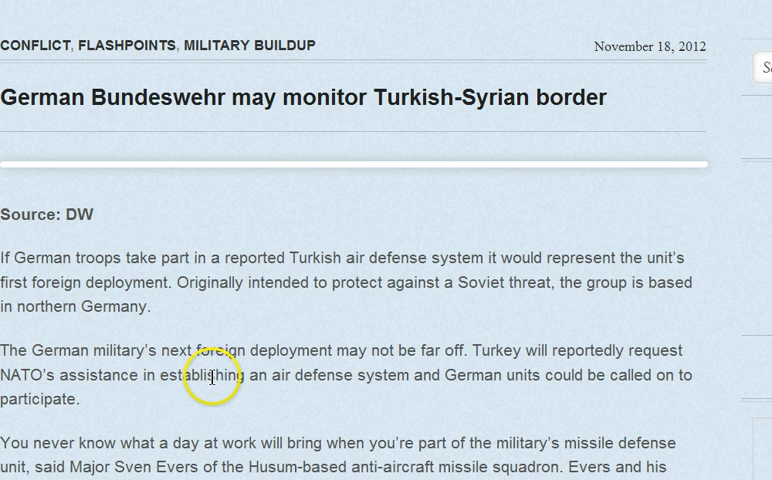 CONFLICT, FLASHPOINTS, MILITARY BUILDUP
November 18, 2012
German Bundeswehr may monitor Turkish-Syrian border
Source: DW
If German troops take part in a reported Turkish air defense system it would represent the unit’s
first foreign deployment. Originally intended to protect against a Soviet threat, the group is based
in northern Germany.
The German military’s next foreign deployment may not be far off. Turkey will reportedly request
NATO’s assistance in establishing an air defense system and German units could be called on to
participate.
You never know what a day at work will bring when you’re part of the military’s missile defense
unit, said Major Sven Evers of the Husum-based anti-aircraft missile squadron. Evers and his